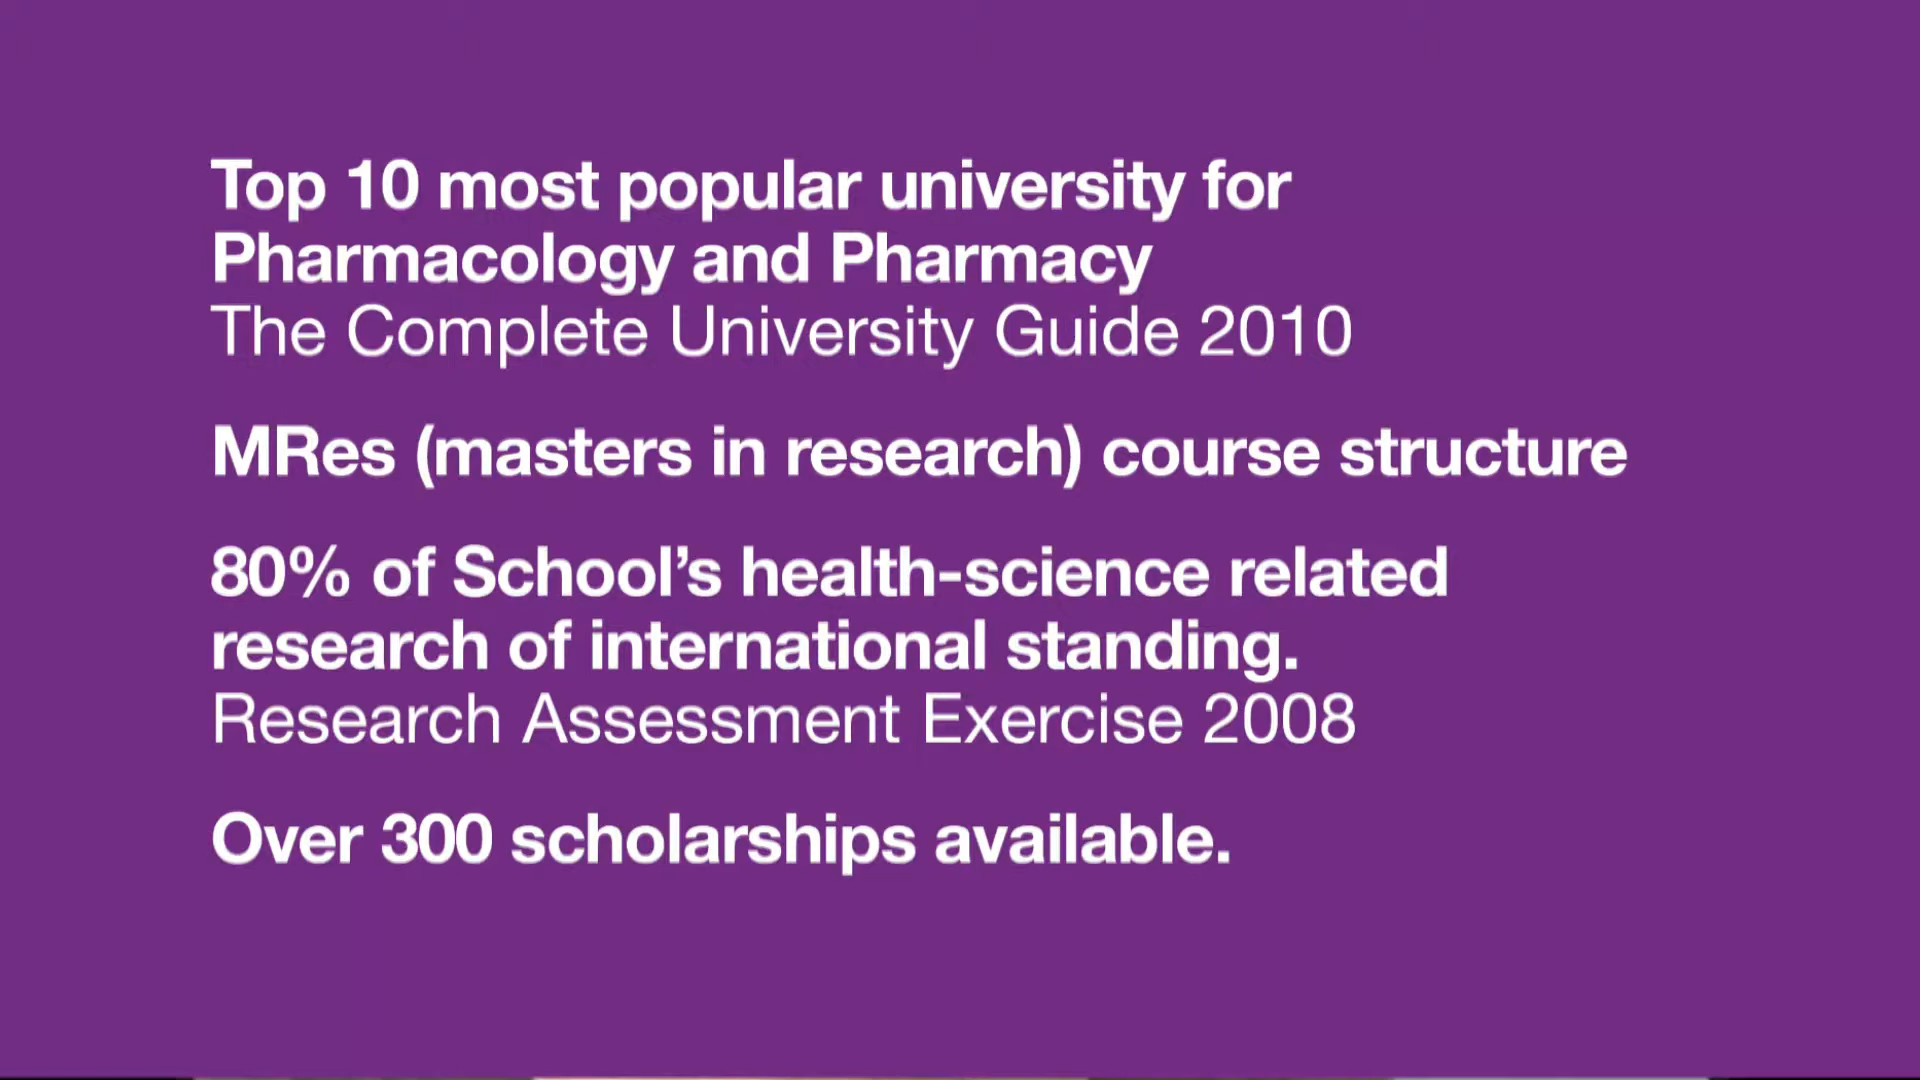 Top 10 most popular university for
Pharmacology and Pharmacy
The Complete University Guide 2010
MRes (masters in research) course structure
80% of School’s health-science related
research of international standing.
Research Assessment Exercise 2008
Over 300 scholarships available.